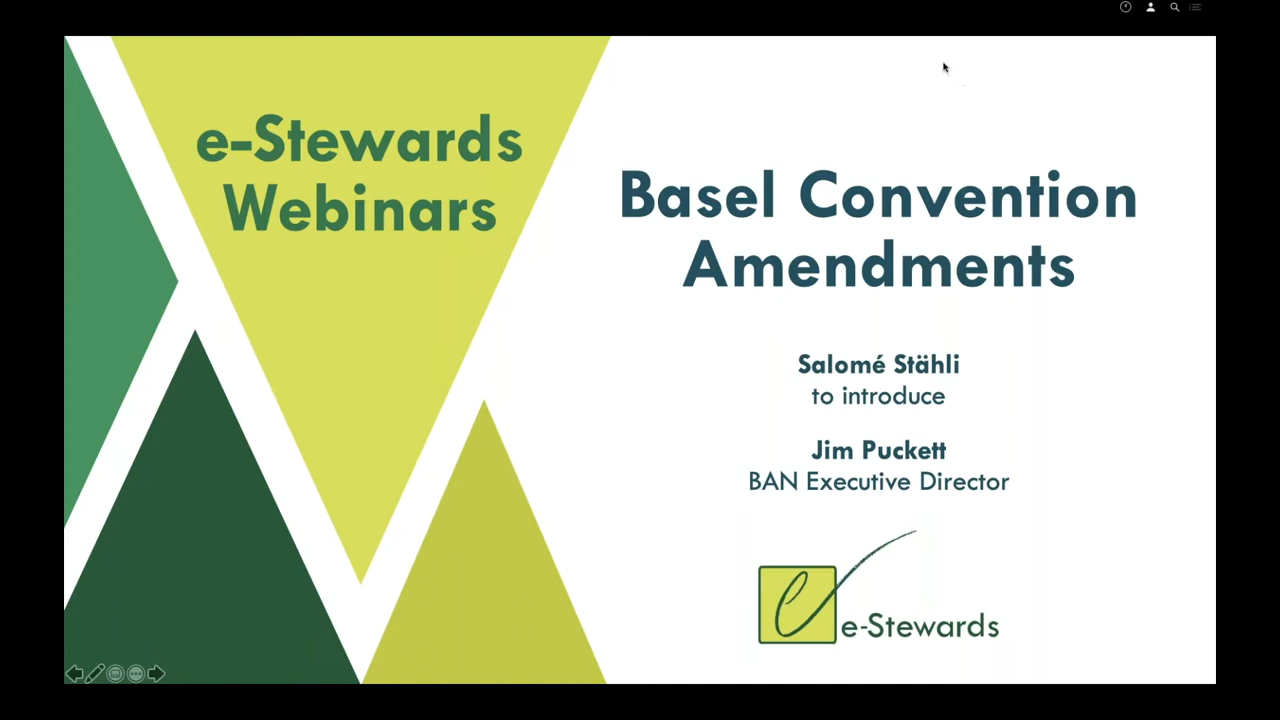 e-Stewards
Webinars
Basel Convention
Amendments
Salomé Stähli
to introduce
Jim Puckett
BAN Executive Director
e-Stewards